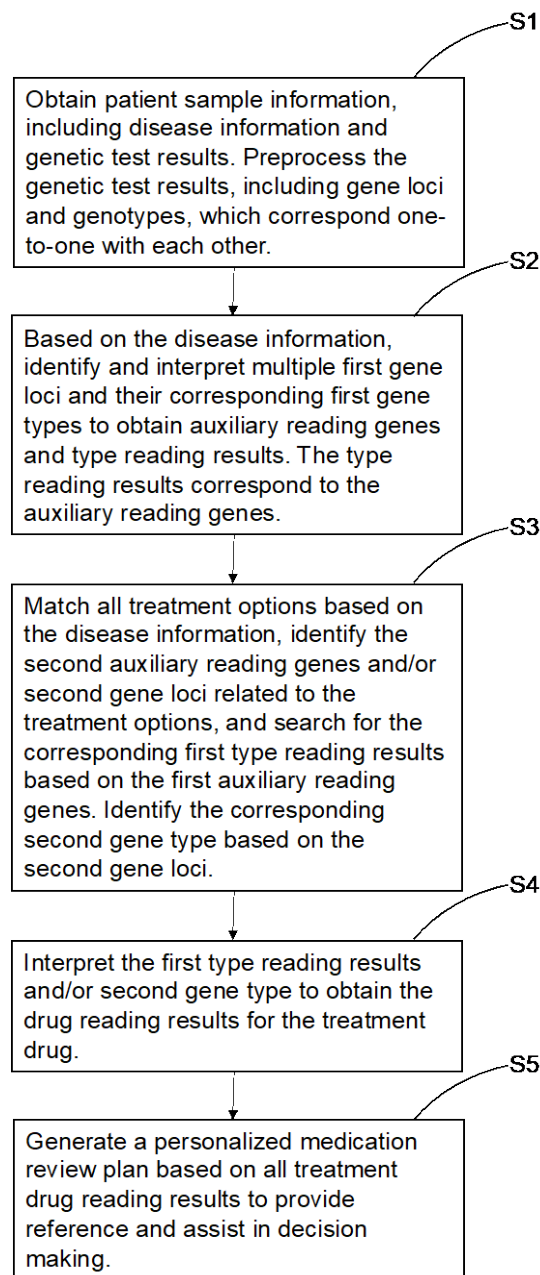 S1
Obtain patient sample information,
including disease information and
genetic test results. Preprocess the
genetic test results, including gene loci
and genotypes, which correspond one-
to-one with each other.
S2
Based on the disease information,
identify and interpret multiple first gene
loci and their corresponding first gene
types to obtain auxiliary reading genes
and type reading results. The type
reading results correspond to the
auxiliary reading genes.
S3
Match all treatment options based on
the disease information, identify the
second auxiliary reading genes and/or
second gene loci related to the
treatment options, and search for the
corresponding first type reading results
based on the first auxiliary reading
genes. Identify the corresponding
second gene type based on the
second gene loci.
S4
Interpret the first type reading results
and/or second gene type to obtain the
drug reading results for the treatment
drug.
S5
Generate a personalized medication
review plan based on all treatment
drug reading results to provide
reference and assist in decision
making.